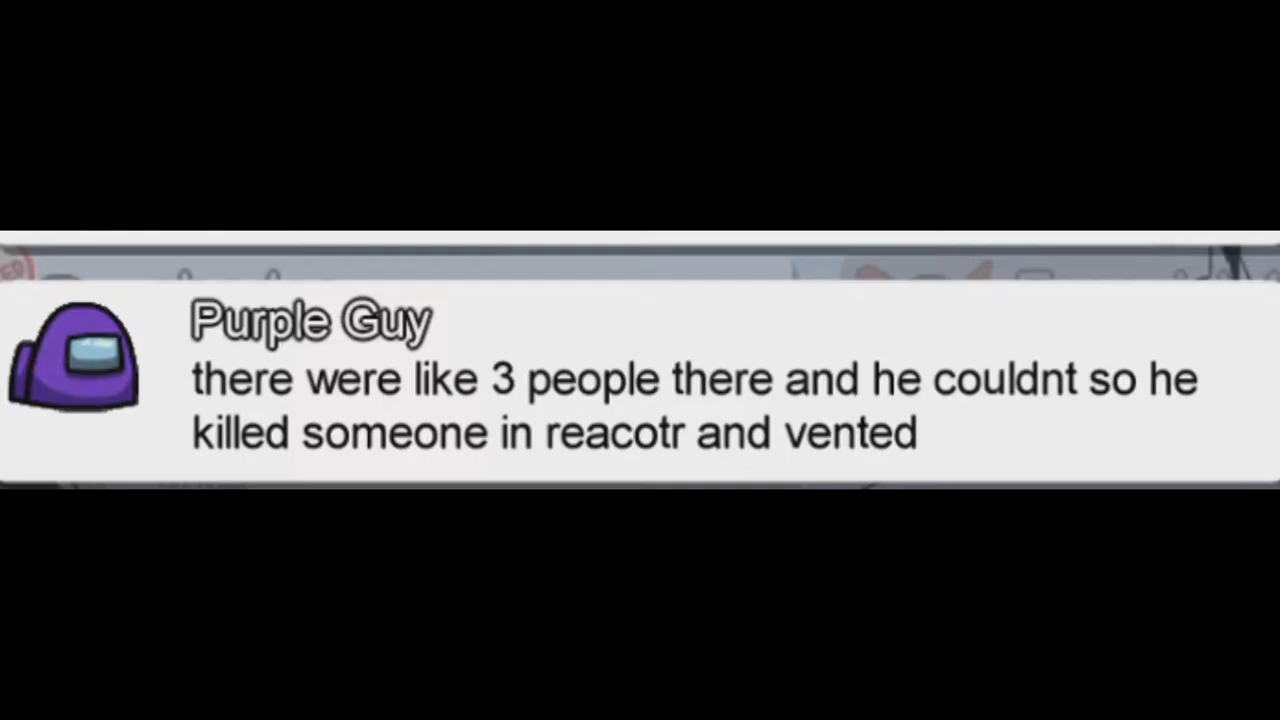 Purple Guy
there were like 3 people there and he couldnt so he
killed someone in reacotr and vented